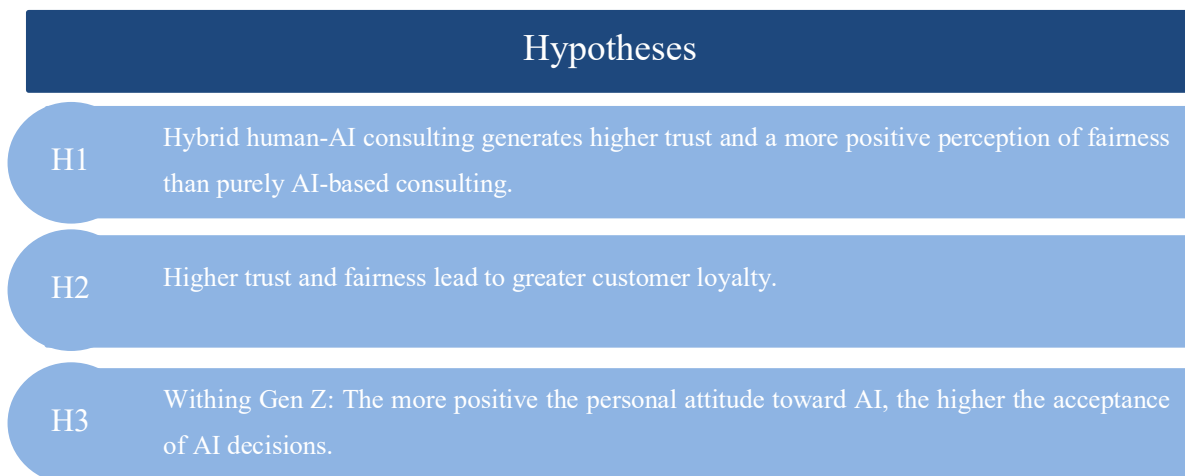 Hypotheses
H1
Hybrid human-AI consulting generates higher trust and a more positive perception of fairness
than purely AI-based consulting.
H2
Higher trust and fairness lead to greater customer loyalty.
H3
Withing Gen Z: The more positive the personal attitude toward AI, the higher the acceptance
of AI decisions.